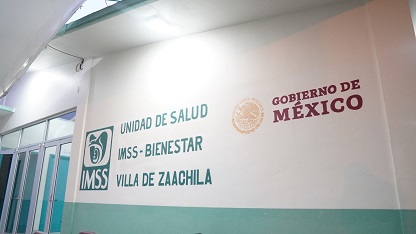 UNIDAD DE SALUD
IMSS-BIENESTAR
VILLA DE ZAACHILA
IMSS
GOBIERNO DE
MÉXICO